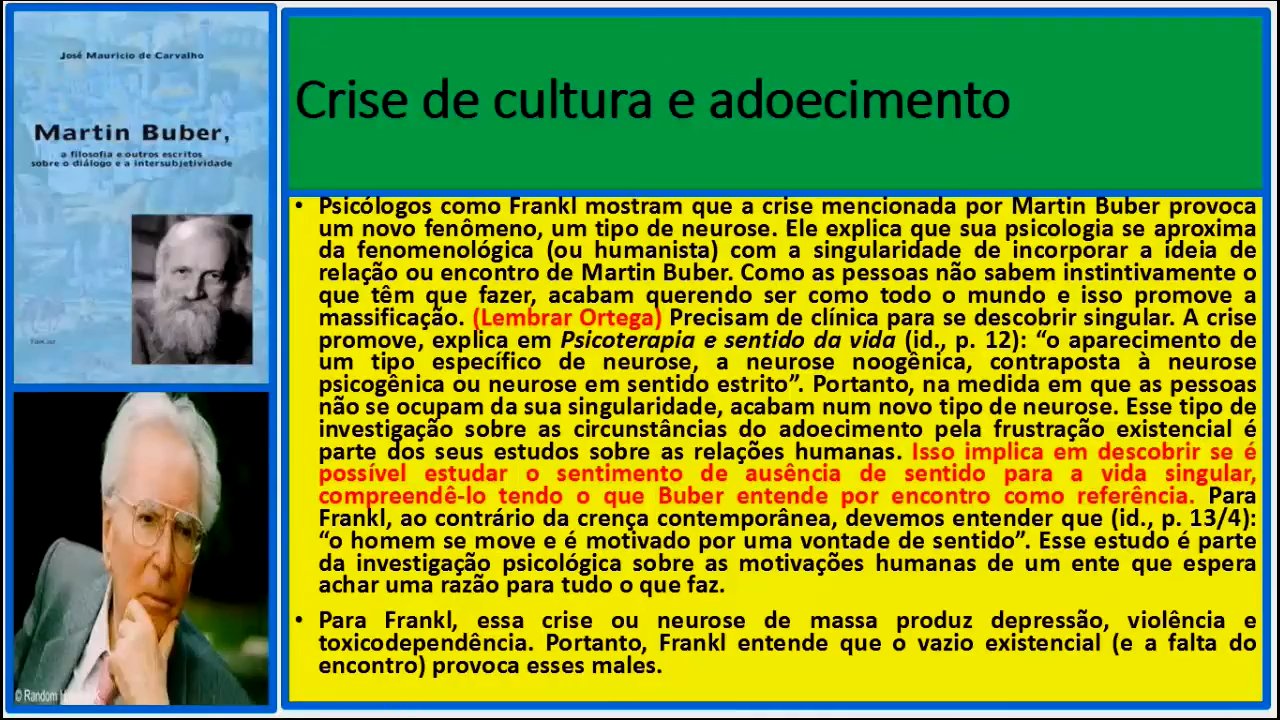 José Mauricio de Carvalho
Martin Buber,
a filosofia e outros escritos
sobre o diálogo e a intersubjetividade
© Random
Crise de cultura e adoecimento
• Psicólogos como Frankl mostram que a crise mencionada por Martin Buber provoca
um novo fenômeno, um tipo de neurose. Ele explica que sua psicologia se aproxima
da fenomenológica (ou humanista) com a singularidade de incorporar a ideia de
relação ou encontro de Martin Buber. Como as pessoas não sabem instintivamente o
que têm que fazer, acabam querendo ser como todo o mundo e isso promove a
massificação. (Lembrar Ortega) Precisam de clínica para se descobrir singular. A crise
promove, explica em Psicoterapia e sentido da vida (id., p. 12): “o aparecimento de
um tipo específico de neurose, a neurose noogênica, contraposta à neurose
psicogênica ou neurose em sentido estrito”. Portanto, na medida em que as pessoas
não se ocupam da sua singularidade, acabam num novo tipo de neurose. Esse tipo de
investigação sobre as circunstâncias do adoecimento pela frustração existencial é
parte dos seus estudos sobre as relações humanas. Isso implica em descobrir se é
possível estudar o sentimento de ausência de sentido para a vida singular,
compreendê-lo tendo o que Buber entende por encontro como referência. Para
Frankl, ao contrário da crença contemporânea, devemos entender que (id., p. 13/4):
“o homem se move e é motivado por uma vontade de sentido”. Esse estudo é parte
da investigação psicológica sobre as motivações humanas de um ente que espera
achar uma razão para tudo o que faz.
• Para Frankl, essa crise ou neurose de massa produz depressão, violência e
toxicodependência. Portanto, Frankl entende que o vazio existencial (e a falta do
encontro) provoca esses males.